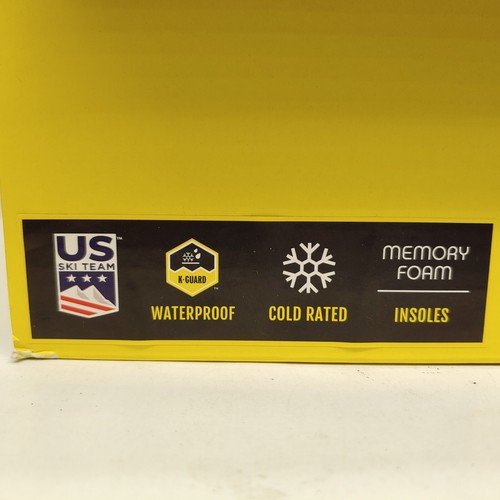 US
SKI TEAM
K-GUARD
WATERPROOF
COLD RATED
MEMORY
FOAM
INSOLES